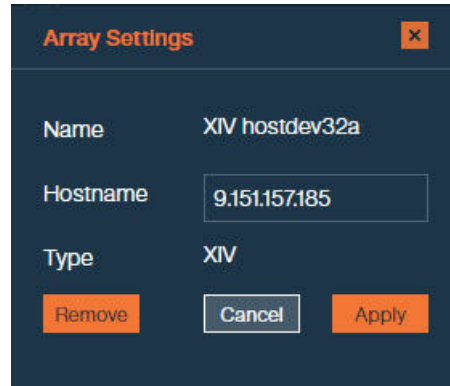 Array Settings
Name XIV hostdev32a
Hostname 9.151.157.185
Type XIV
Remove Cancel Apply